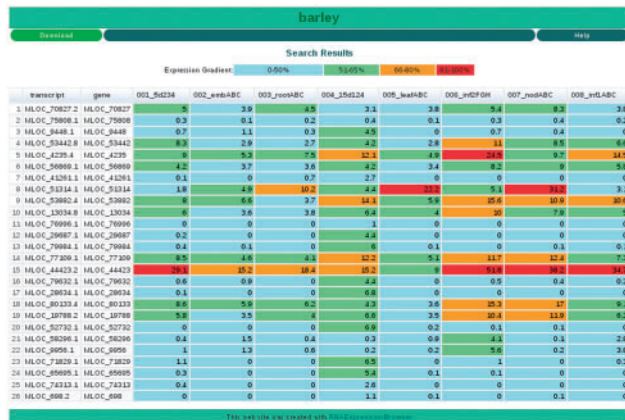 barley
Download Help
Search Results
Expression Gradient: 0-50% 51-65% 66-80% 81-100%
transcript gene 001_5d234 002_embABC 003_rootABC 004_15d124 005_leafABC 006_inf2FGH 007_nodABC 008_inf1ABC
1 MLOC_70827.2 MLOC_70827 5 3.9 4.5 3.1 3.8 5.4 8.3
2 MLOC_75808.1 MLOC_75808 0.3 0.1 0.2 0.4 0.1 0.3 0.4
3 MLOC_9448.1 MLOC_9448 0.7 1.1 0.3 4.5 0 0.7 0.4
4 MLOC_53442.8 MLOC_53442 8.3 2.9 2.7 4.2 2.8 11 8.5
5 MLOC_4235.4 MLOC_4235 9 5.3 7.5 12.1 4.9 24.5 9.7
6 MLOC_56869.1 MLOC_56869 4.2 3.7 3.6 4.2 3.4 8.2 9
7 MLOC_41261.1 MLOC_41261 0.1 0 0.7 2.7 0 0 0
8 MLOC_51314.1 MLOC_51314 1.8 4.9 10.2 4.4 22.2 5.1 31.2
9 MLOC_53892.4 MLOC_53892 8 6.6 3.7 14.1 5.9 15.6 10.9
10 MLOC_13034.8 MLOC_13034 6 3.6 3.8 6.4 4 10 7.9
11 MLOC_76996.1 MLOC_76996 0 0 0 1 0 0 0
12 MLOC_29687.1 MLOC_29687 0.2 0 0 4.4 0 0 0
13 MLOC_79984.1 MLOC_79984 0.4 0.1 0 6 0.1 0 0.1
14 MLOC_77109.1 MLOC_77109 8.5 4.6 4.1 12.2 5.1 11.7 12.4
15 MLOC_44423.2 MLOC_44423 29.1 15.2 18.4 15.2 9 51.8 38.2
16 MLOC_79632.1 MLOC_79632 0.6 0.9 0 4.4 0 0.5 0.4
17 MLOC_28634.1 MLOC_28634 0.1 0 0 6.8 0 0 0
18 MLOC_80133.4 MLOC_80133 8.6 5.9 6.2 4.3 3.6 15.3 17
19 MLOC_19788.2 MLOC_19788 5.8 3.5 4 6.6 3.5 10.4 11.9
20 MLOC_52732.1 MLOC_52732 0 0 0 6.9 0.2 0.1 0.1
21 MLOC_58296.1 MLOC_58296 0.4 1.5 0.4 0.3 0.9 4.1 0.1
22 MLOC_9956.1 MLOC_9956 1 1.3 0.6 0.2 0.2 5.6 0.2
23 MLOC_71829.1 MLOC_71829 1.1 0 0 6.5 0 1 0
24 MLOC_65695.1 MLOC_65695 0.3 0 0 5.4 0.1 0.1 0
25 MLOC_74313.1 MLOC_74313 0.4 0 0 2.6 0 0 0
26 MLOC_698.2 MLOC_698 0 0 0 1.1 0.1 0 0.1
This web site was created with RNAExpressionBrowser